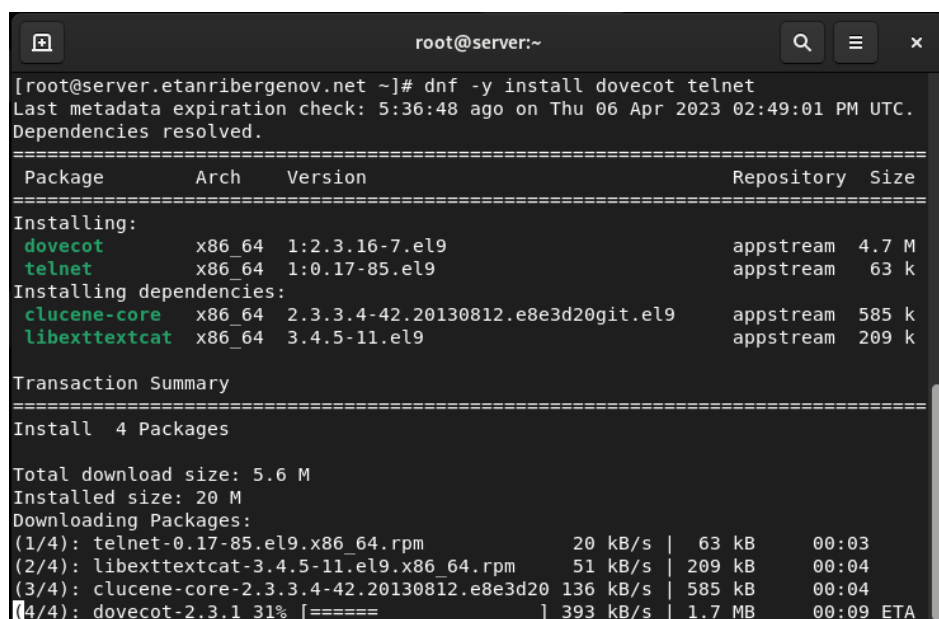 root@server:~
[root@server.etanribergenov.net ~]# dnf -y install dovecot telnet
Last metadata expiration check: 5:36:48 ago on Thu 06 Apr 2023 02:49:01 PM UTC.
Dependencies resolved.
================================================================================
 Package        Arch    Version                                Repository  Size
================================================================================
Installing:
 dovecot        x86_64  1:2.3.16-7.el9                         appstream  4.7 M
 telnet         x86_64  1:0.17-85.el9                          appstream   63 k
Installing dependencies:
 clucene-core   x86_64  2.3.3.4-42.20130812.e8e3d20git.el9     appstream  585 k
 libexttextcat  x86_64  3.4.5-11.el9                           appstream  209 k
Transaction Summary
================================================================================
Install  4 Packages
Total download size: 5.6 M
Installed size: 20 M
Downloading Packages:
(1/4): telnet-0.17-85.el9.x86_64.rpm             20 kB/s |  63 kB     00:03
(2/4): libexttextcat-3.4.5-11.el9.x86_64.rpm     51 kB/s | 209 kB     00:04
(3/4): clucene-core-2.3.3.4-42.20130812.e8e3d20 136 kB/s | 585 kB     00:04
(4/4): dovecot-2.3.1 31% [======              ] 393 kB/s | 1.7 MB     00:09 ETA